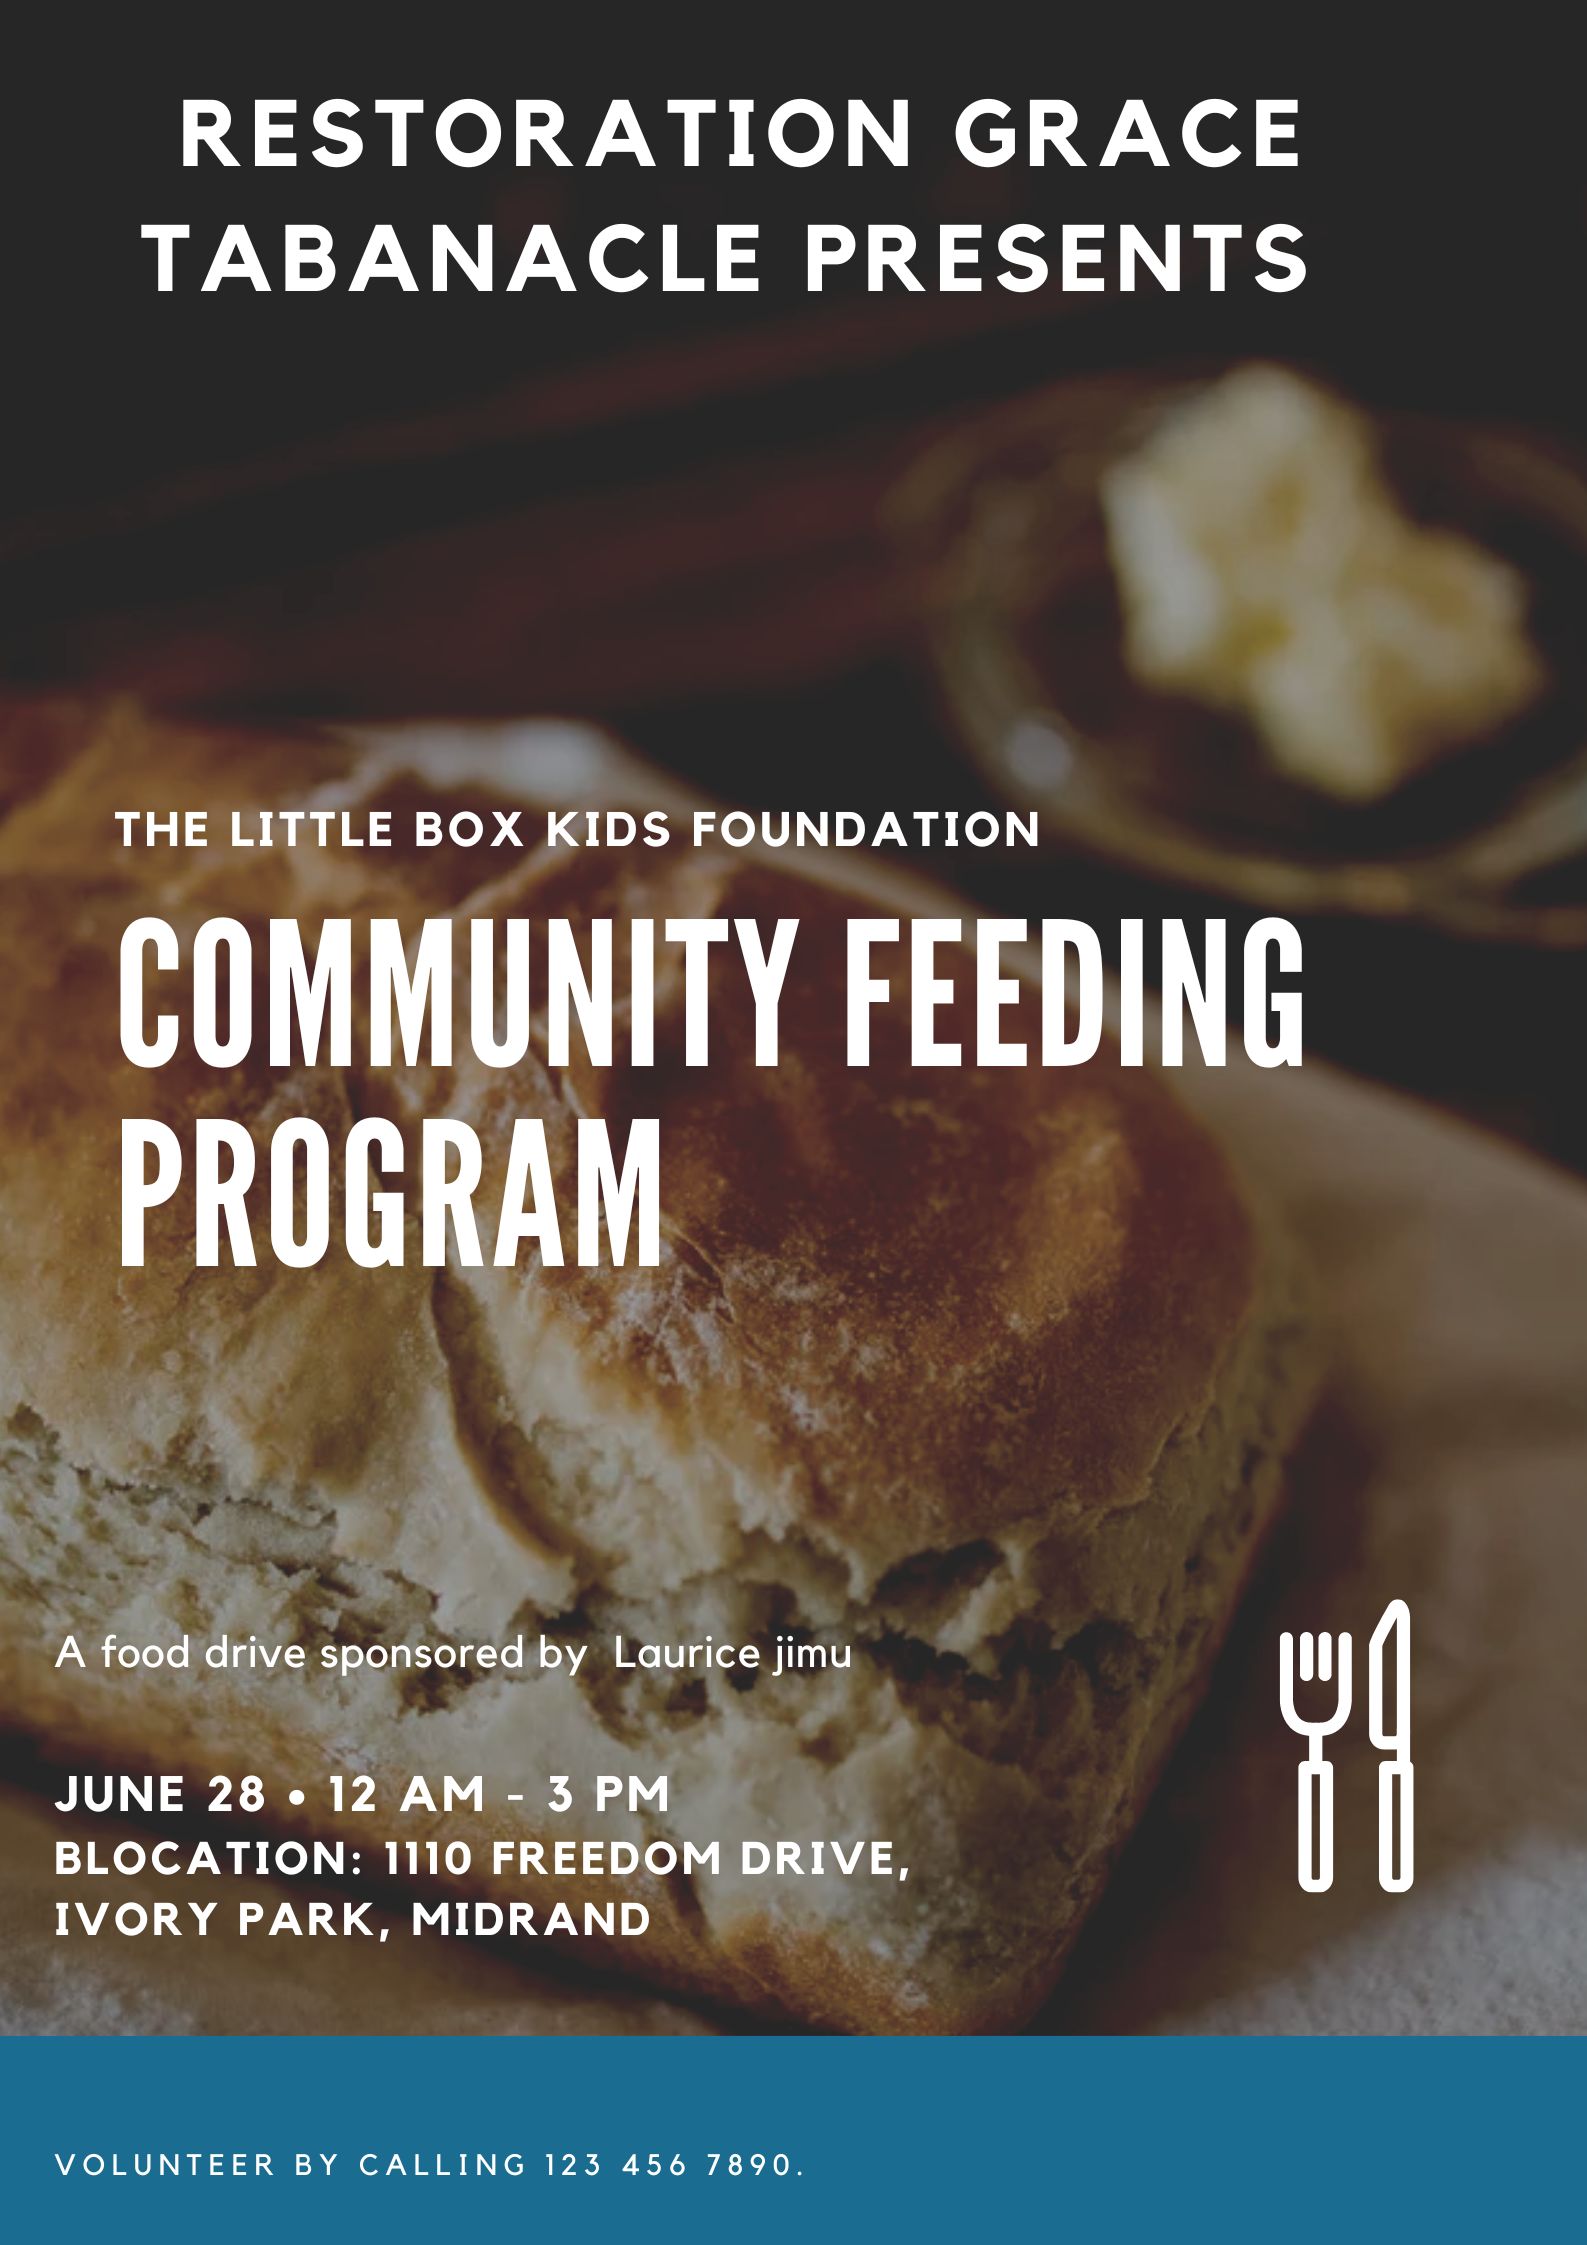 RESTORATION GRACE
TABANACLE PRESENTS
THE LITTLE BOX KIDS FOUNDATION
COMMUNITY FEEDING
PROGRAM
A food drive sponsored by  Laurice jimu
JUNE 28 • 12 AM - 3 PM
BLOCATION: 1110 FREEDOM DRIVE,
IVORY PARK, MIDRAND
VOLUNTEER BY CALLING 123 456 7890.